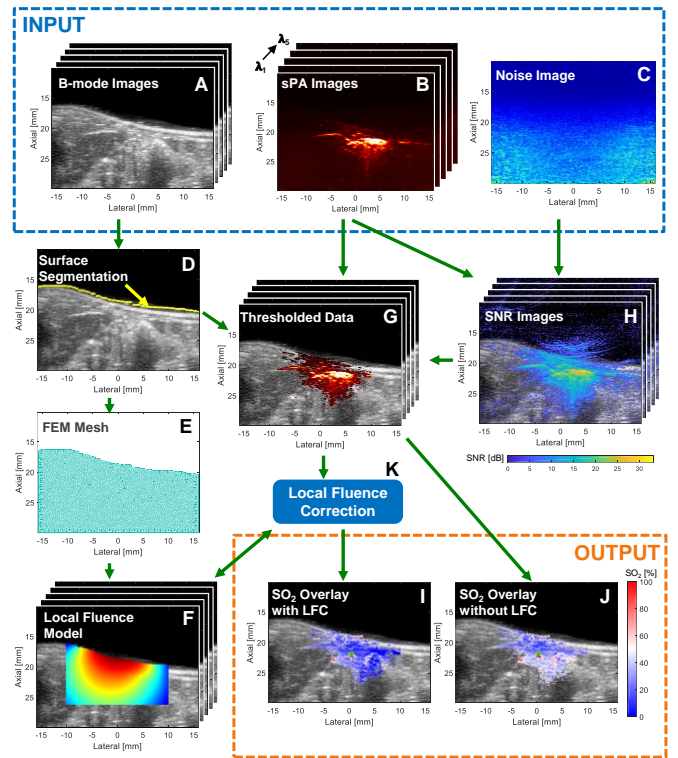 INPUT
B-mode Images
A
15
20
25
Axial [mm]
-15 -10 -5 0 5 10 15
Lateral [mm]
λ1
λ5
sPA Images
B
15
20
25
Axial [mm]
-15 -10 -5 0 5 10 15
Lateral [mm]
Noise Image
C
15
20
25
Axial [mm]
-15 -10 -5 0 5 10 15
Lateral [mm]
Surface
Segmentation
D
15
20
25
Axial [mm]
-15 -10 -5 0 5 10 15
Thresholded Data
G
15
20
25
Axial [mm]
-15 -10 -5 0 5 10 15
SNR Images
H
15
20
25
Axial [mm]
-15 -10 -5 0 5 10 15
SNR [dB]
0 5 10 15 20 25 30
FEM Mesh
E
15
20
25
Axial [mm]
-15 -10 -5 0 5 10 15
K
Local Fluence
Correction
Local Fluence
Model
F
15
20
25
Axial [mm]
-15 -10 -5 0 5 10 15
OUTPUT
SO2 Overlay
with LFC
I
15
20
25
Axial [mm]
-15 -10 -5 0 5 10 15
SO2 Overlay
without LFC
J
15
20
25
Axial [mm]
-15 -10 -5 0 5 10 15
SO2 [%]
100
80
60
40
20
0